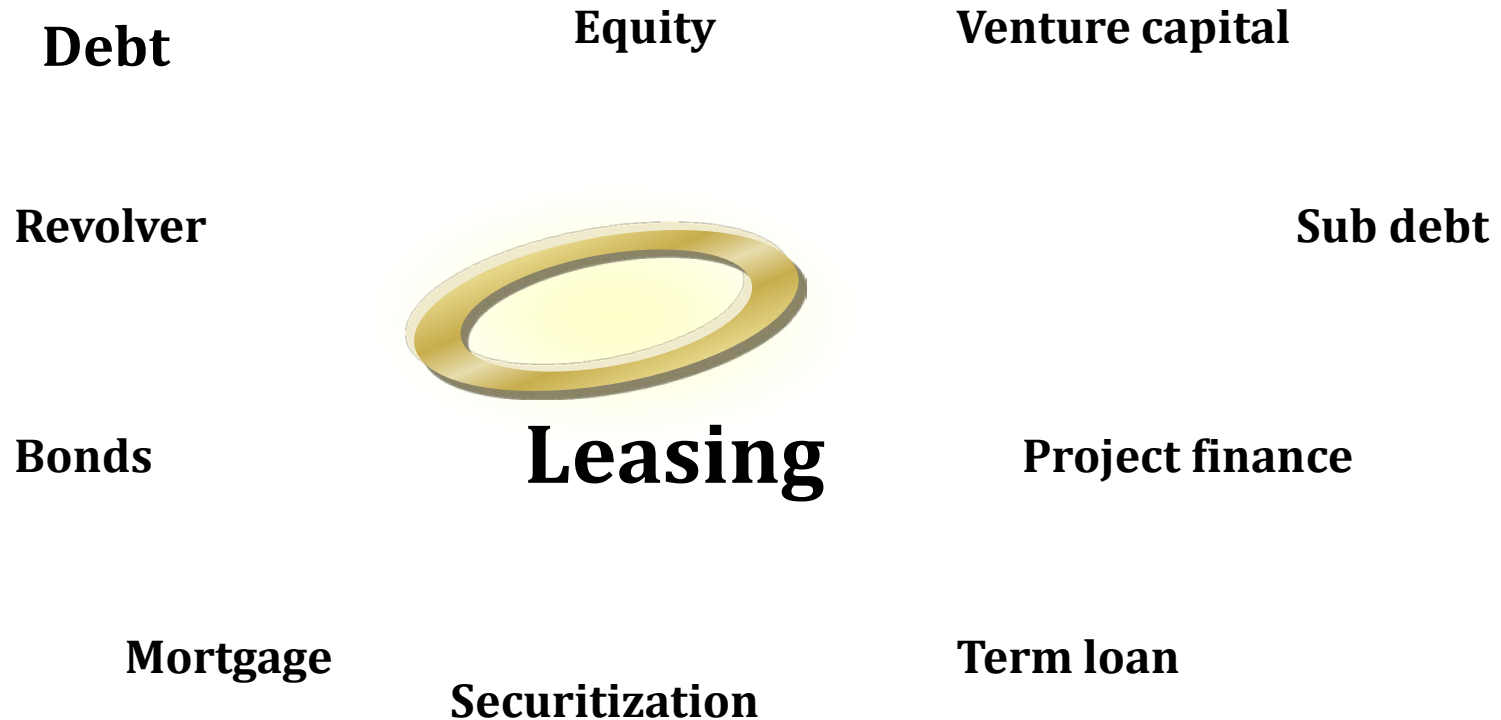 Debt
Equity
Venture capital
Revolver
Sub debt
Bonds
Leasing
Project finance
Mortgage
Securitization
Term loan